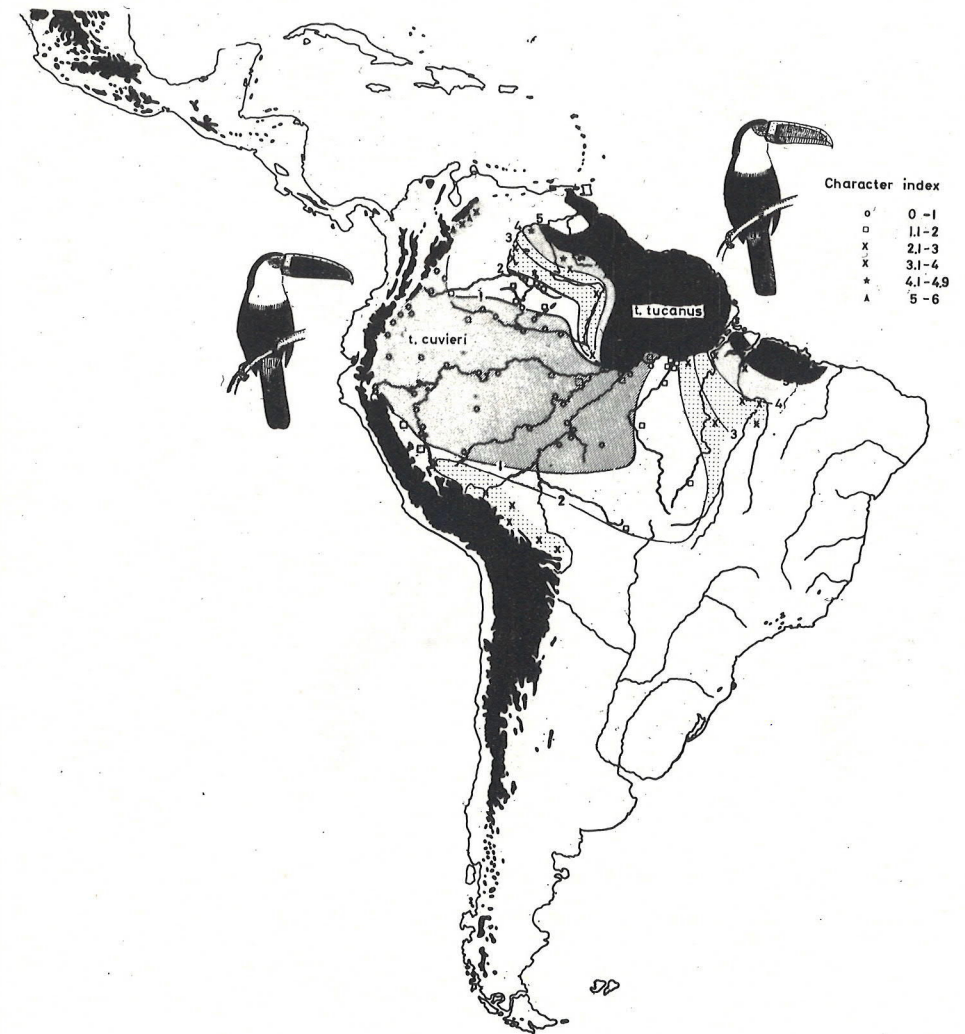 Character index
o 0 -1
□ 1.1-2
x 2.1-3
x 3.1-4
★ 4.1-4.9
▲ 5-6
5
4
3
2
1
t. tucanus
t. cuvieri
4
3
1
2